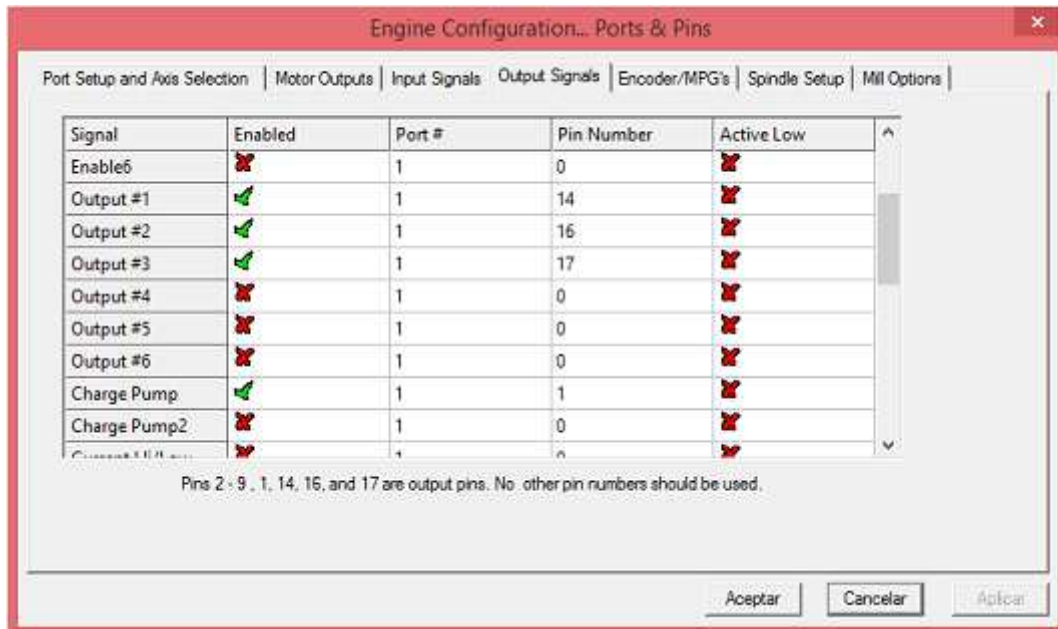 Engine Configuration... Ports & Pins
Port Setup and Axis Selection Motor Outputs Input Signals Output Signals Encoder/MPG's Spindle Setup Mill Options
Signal Enabled Port # Pin Number Active Low
Enable6 1 0
Output #1 1 14
Output #2 1 16
Output #3 1 17
Output #4 1 0
Output #5 1 0
Output #6 1 0
Charge Pump 1 1
Charge Pump2 1 0
Pins 2 - 9 , 1, 14, 16, and 17 are output pins. No other pin numbers should be used.
Aceptar Cancelar Aplicar